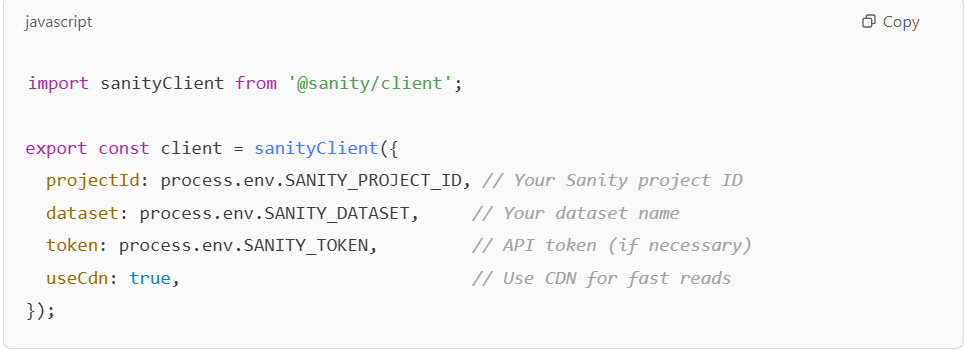 javascript
Copy
import sanityClient from '@sanity/client';
export const client = sanityClient({
projectId: process.env.SANITY_PROJECT_ID, // Your Sanity project ID
dataset: process.env.SANITY_DATASET, // Your dataset name
token: process.env.SANITY_TOKEN, // API token (if necessary)
useCdn: true, // Use CDN for fast reads
});